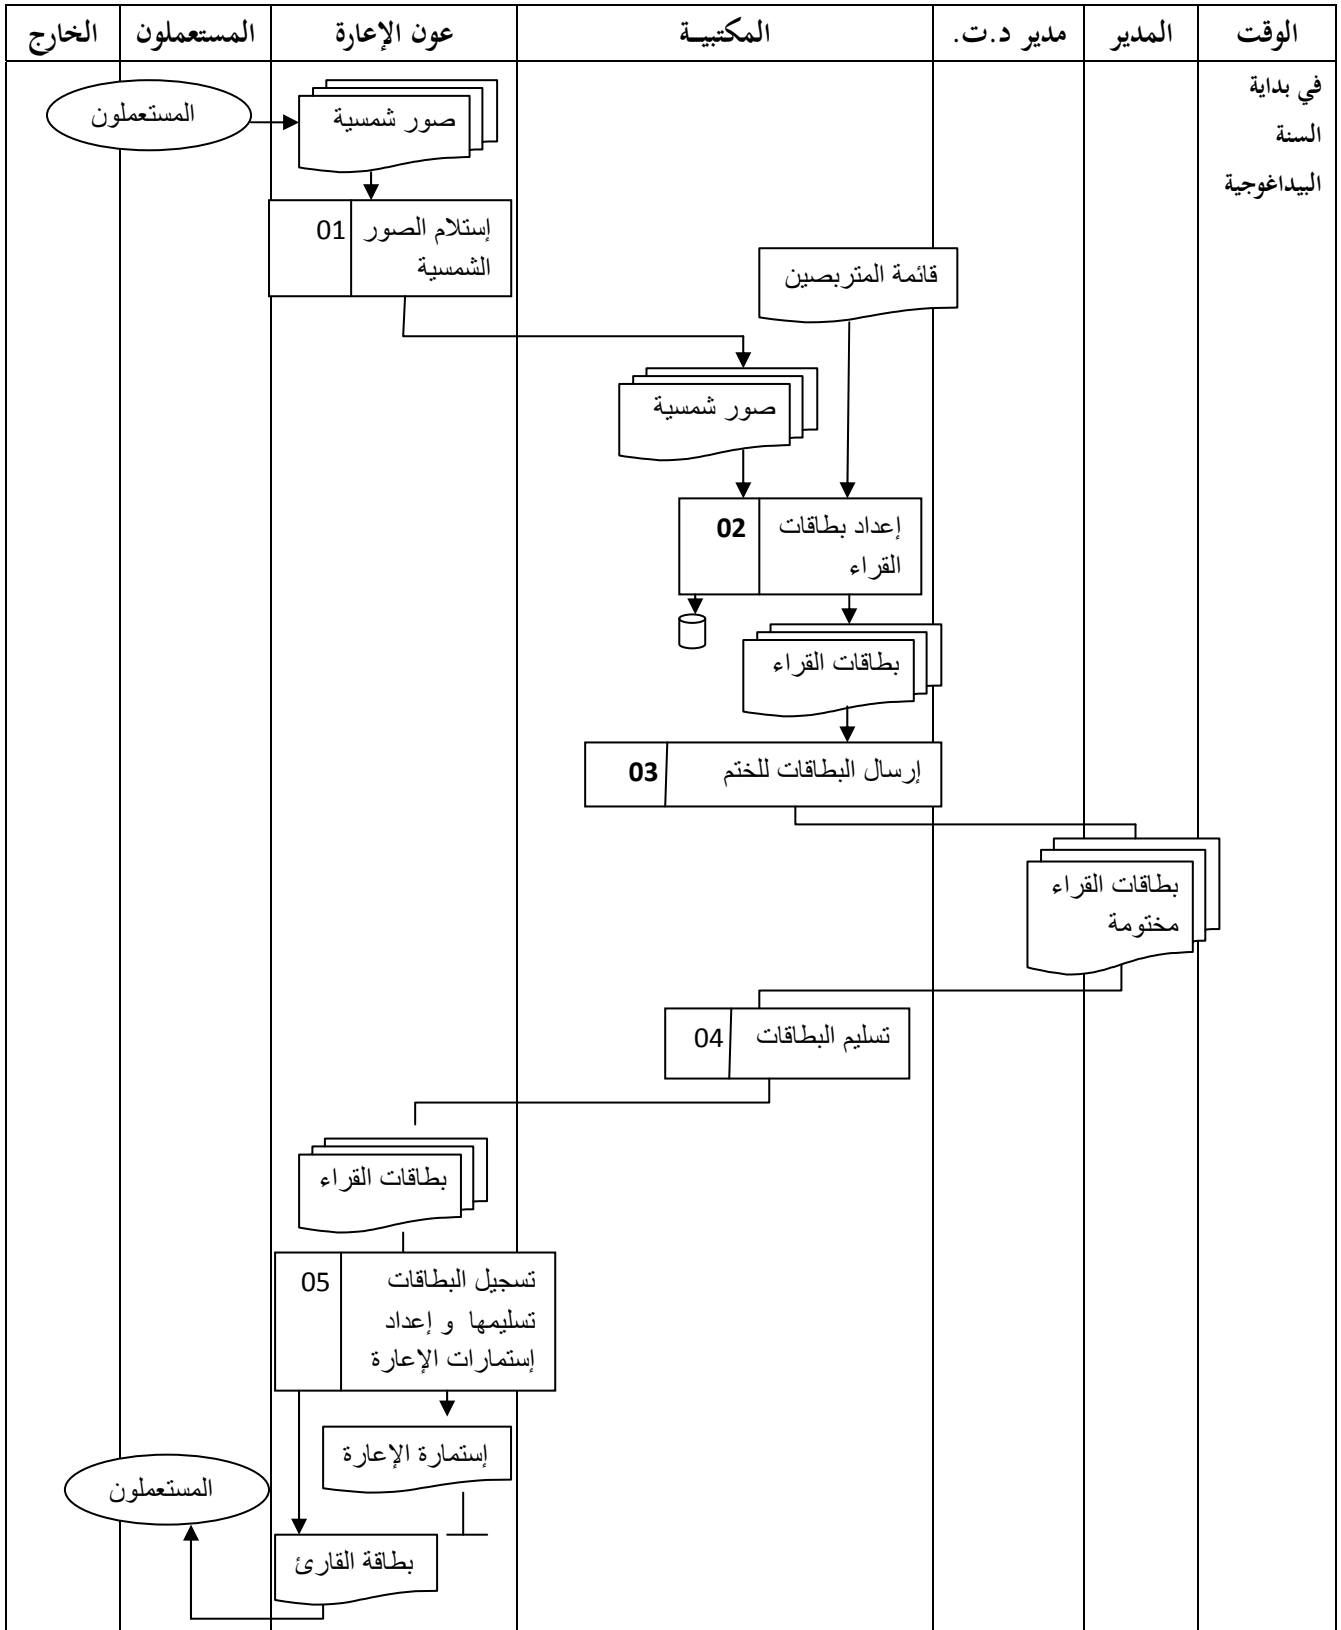 الوقت
المدير
مدير د.ت.
المكتبيــة
عون الإعارة
المستعملون
الخارج
في بداية
السنة
البيداغوجية
المستعملون
صور شمسية
إستلام الصور
الشمسية
01
قائمة المتربصين
صور شمسية
إعداد بطاقات
القراء
02
بطاقات القراء
إرسال البطاقات للختم
03
بطاقات القراء
مختومة
تسليم البطاقات
04
بطاقات القراء
تسجيل البطاقات
تسليمها و إعداد
إستمارات الإعارة
05
إستمارة الإعارة
المستعملون
بطاقة القارئ